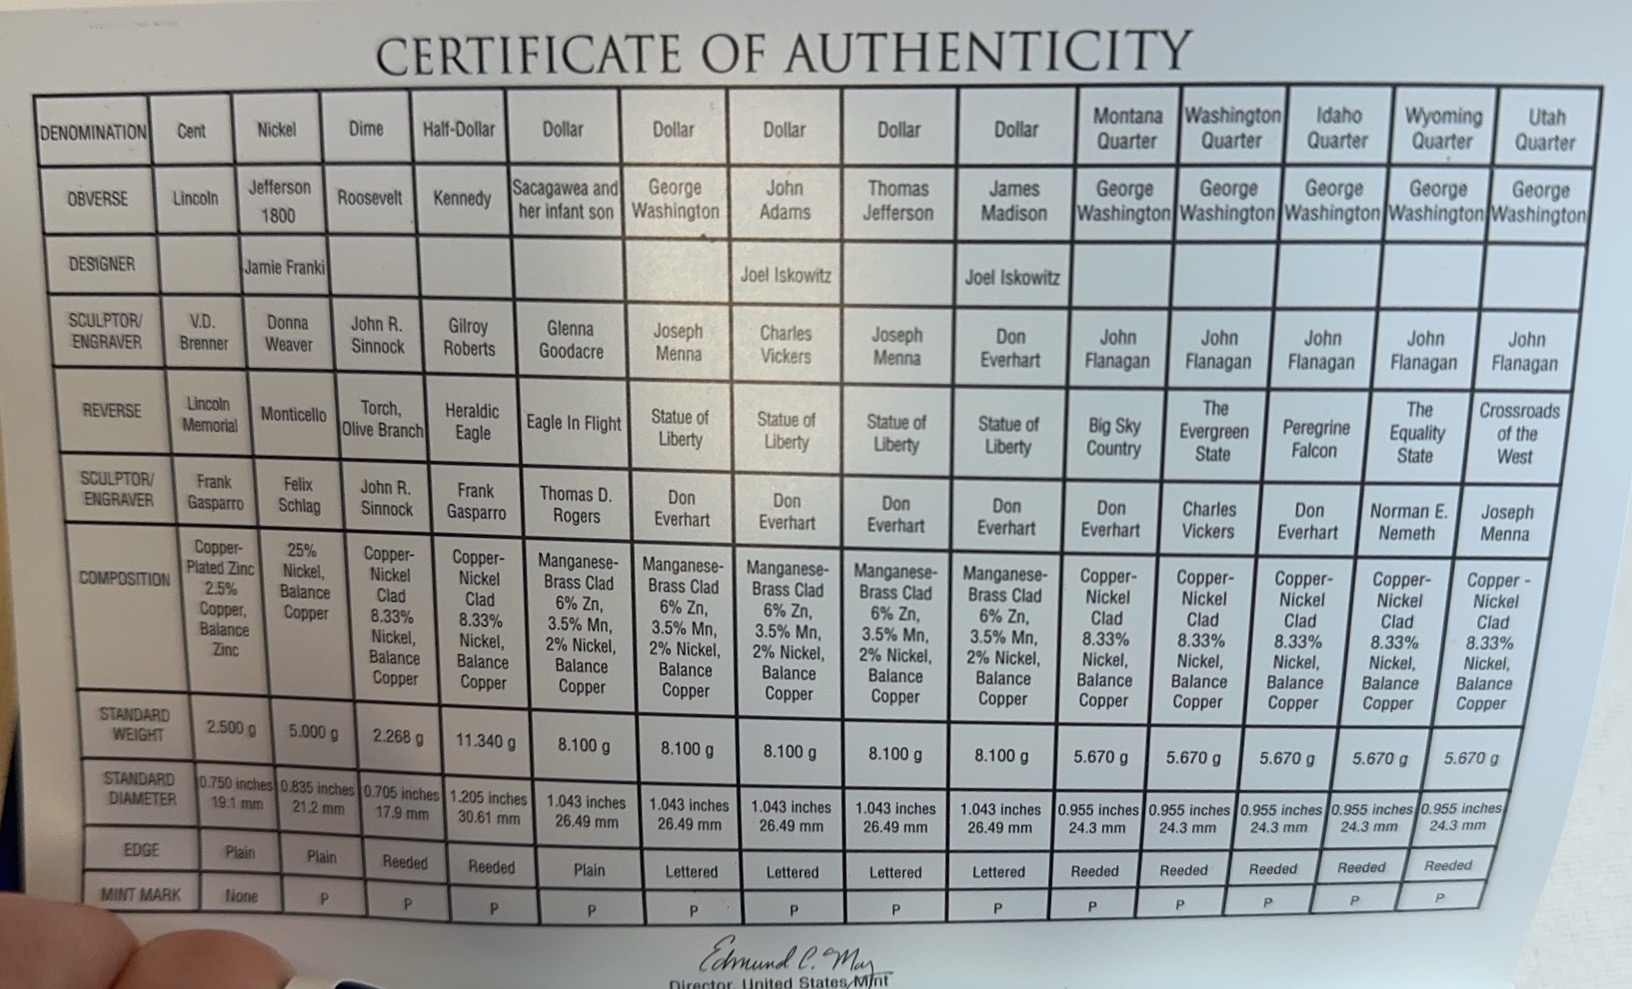 CERTIFICATE OF AUTHENTICITY
DENOMINATION Cent Nickel Dime Half-Dollar Dollar Dollar Dollar Dollar Dollar Montana Quarter Washington Quarter Idaho Quarter Wyoming Quarter Utah Quarter
OBVERSE Lincoln Jefferson 1800 Roosevelt Kennedy Sacagawea and her infant son George Washington John Adams Thomas Jefferson James Madison George Washington George Washington George Washington George Washington George Washington
DESIGNER Jamie Franki Joel Iskowitz Joel Iskowitz
SCULPTOR/ ENGRAVER V.D. Brenner Donna Weaver John R. Sinnock Gilroy Roberts Glenna Goodacre Joseph Menna Charles Vickers Joseph Menna Don Everhart John Flanagan John Flanagan John Flanagan John Flanagan John Flanagan
REVERSE Lincoln Memorial Monticello Torch, Olive Branch Heraldic Eagle Eagle In Flight Statue of Liberty Statue of Liberty Statue of Liberty Statue of Liberty Big Sky Country The Evergreen State Peregrine Falcon The Equality State Crossroads of the West
SCULPTOR/ ENGRAVER Frank Gasparro Felix Schlag John R. Sinnock Frank Gasparro Thomas D. Rogers Don Everhart Don Everhart Don Everhart Don Everhart Don Everhart Charles Vickers Don Everhart Norman E. Nemeth Joseph Menna
COMPOSITION Copper-Plated Zinc 2.5% Copper, Balance Zinc 25% Nickel, Balance Copper Copper-Nickel Clad 8.33% Nickel, Balance Copper Copper-Nickel Clad 8.33% Nickel, Balance Copper Manganese-Brass Clad 6% Zn, 3.5% Mn, 2% Nickel, Balance Copper Manganese-Brass Clad 6% Zn, 3.5% Mn, 2% Nickel, Balance Copper Manganese-Brass Clad 6% Zn, 3.5% Mn, 2% Nickel, Balance Copper Manganese-Brass Clad 6% Zn, 3.5% Mn, 2% Nickel, Balance Copper Manganese-Brass Clad 6% Zn, 3.5% Mn, 2% Nickel, Balance Copper Copper-Nickel Clad 8.33% Nickel, Balance Copper Copper-Nickel Clad 8.33% Nickel, Balance Copper Copper-Nickel Clad 8.33% Nickel, Balance Copper Copper-Nickel Clad 8.33% Nickel, Balance Copper Copper - Nickel Clad 8.33% Nickel, Balance Copper
STANDARD WEIGHT 2.500 g 5.000 g 2.268 g 11.340 g 8.100 g 8.100 g 8.100 g 8.100 g 8.100 g 5.670 g 5.670 g 5.670 g 5.670 g 5.670 g
STANDARD DIAMETER 0.750 inches 19.1 mm 0.835 inches 21.2 mm 0.705 inches 17.9 mm 1.205 inches 30.61 mm 1.043 inches 26.49 mm 1.043 inches 26.49 mm 1.043 inches 26.49 mm 1.043 inches 26.49 mm 1.043 inches 26.49 mm 0.955 inches 24.3 mm 0.955 inches 24.3 mm 0.955 inches 24.3 mm 0.955 inches 24.3 mm 0.955 inches 24.3 mm
EDGE Plain Plain Reeded Reeded Plain Lettered Lettered Lettered Lettered Reeded Reeded Reeded Reeded Reeded
MINT MARK None P P P P P P P P P P P P P
Edmund C. Moy
Director, United States Mint